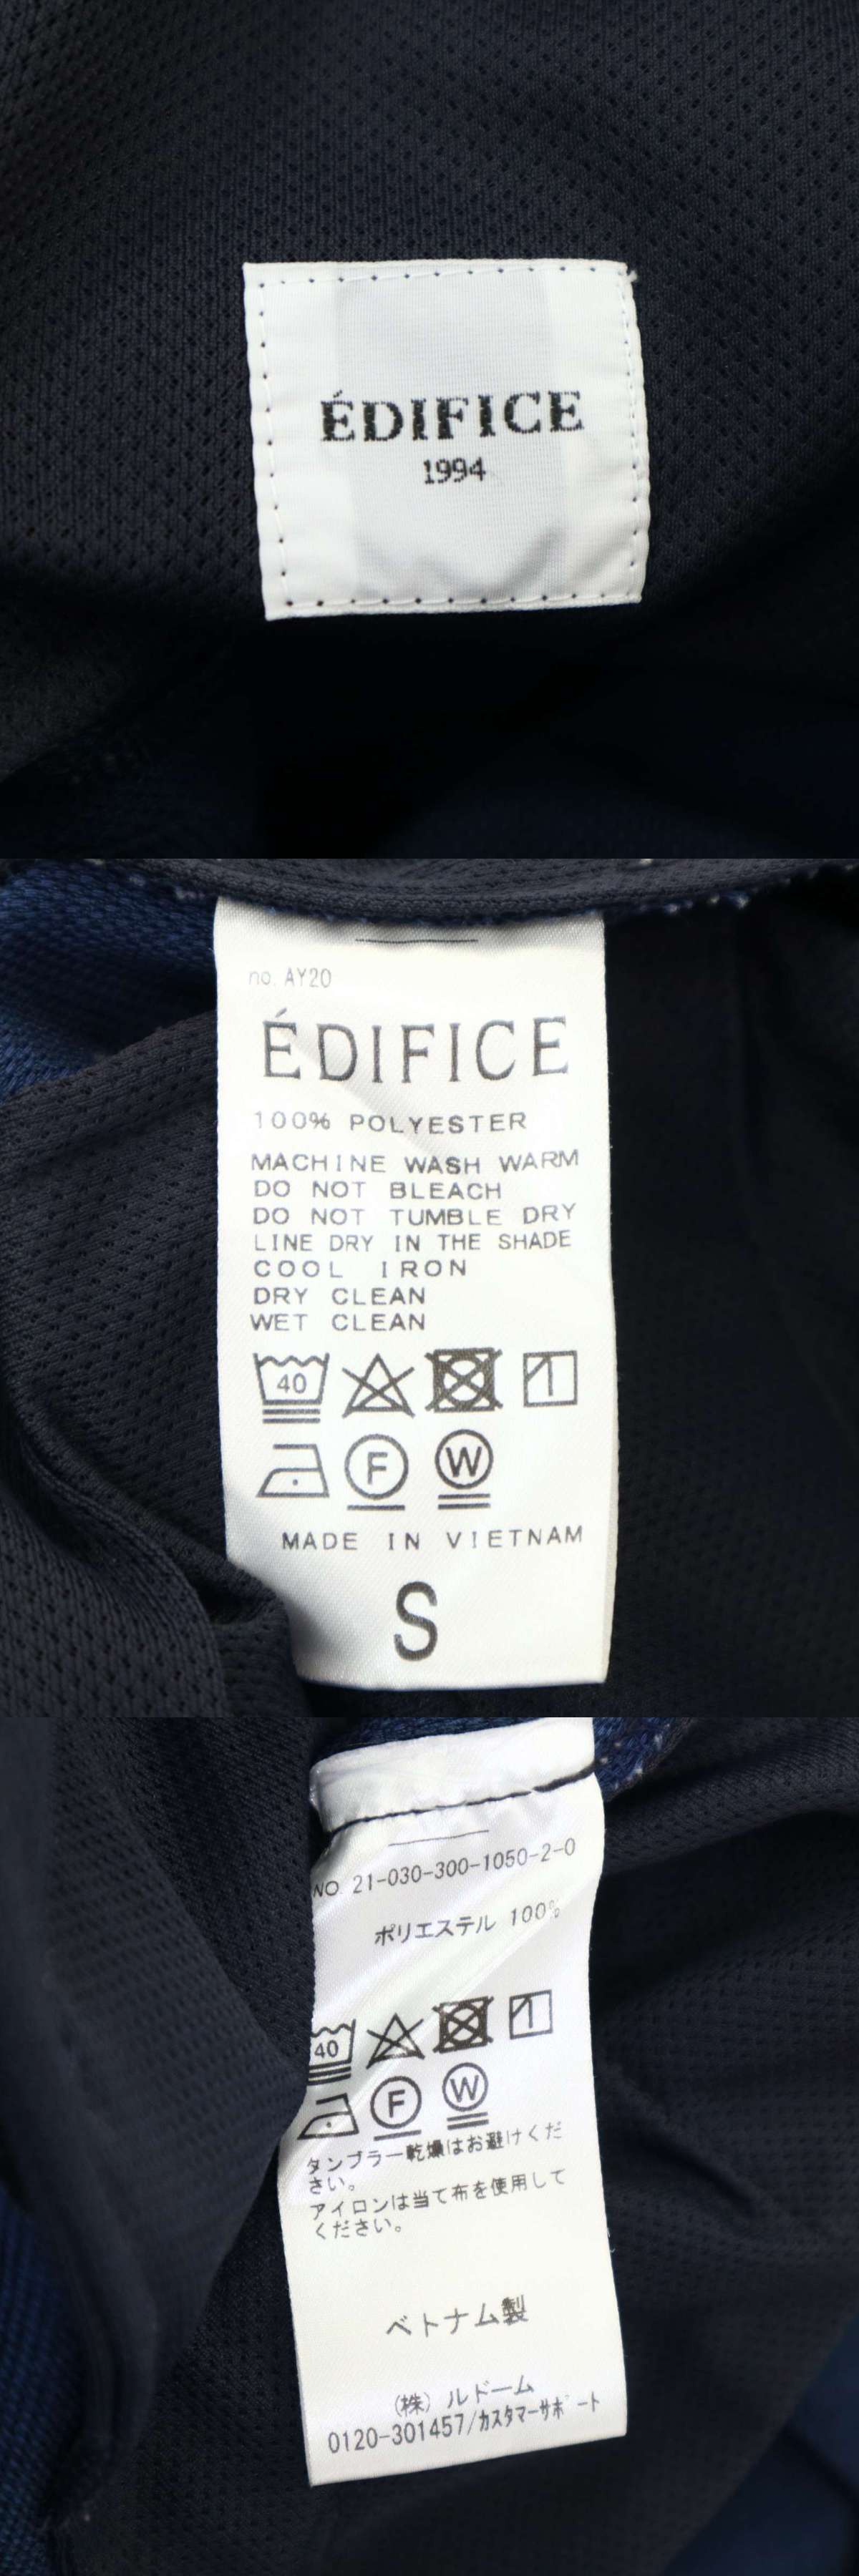 ÉDIFICE
1994
no. AY20
ÉDIFICE
100% POLYESTER
MACHINE WASH WARM
DO NOT BLEACH
DO NOT TUMBLE DRY
LINE DRY IN THE SHADE
COOL IRON
DRY CLEAN
WET CLEAN
40
F W
MADE IN VIETNAM
S
NO. 21-030-300-1050-2-0
ポリエステル 100%
40
F W
タンブラー乾燥はお避けくだ
さい。
アイロンは当て布を使用して
ください。
ベトナム製
(株) ルドーム
0120-301457/カスタマーサポート